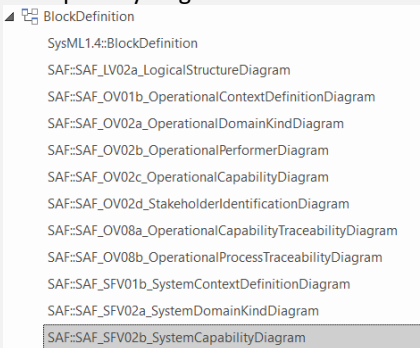 BlockDefinition
SysML1.4::BlockDefinition
SAF::SAF_LV02a_LogicalStructureDiagram
SAF::SAF_OV01b_OperationalContextDefinitionDiagram
SAF::SAF_OV02a_OperationalDomainKindDiagram
SAF::SAF_OV02b_OperationalPerformerDiagram
SAF::SAF_OV02c_OperationalCapabilityDiagram
SAF::SAF_OV02d_StakeholderIdentificationDiagram
SAF::SAF_OV08a_OperationalCapabilityTraceabilityDiagram
SAF::SAF_OV08b_OperationalProcessTraceabilityDiagram
SAF::SAF_SFV01b_SystemContextDefinitionDiagram
SAF::SAF_SFV02a_SystemDomainKindDiagram
SAF::SAF_SFV02b_SystemCapabilityDiagram